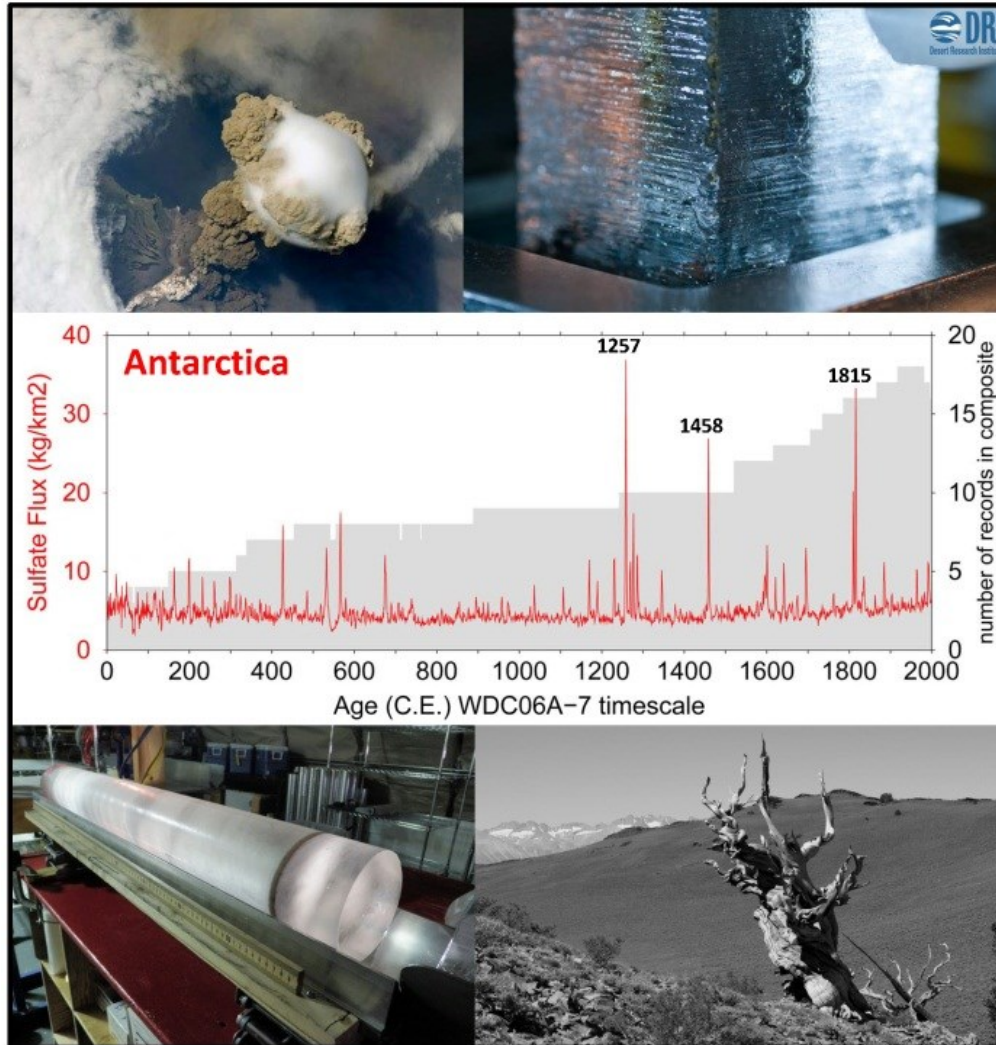 DR
Desert Research Instit
Antarctica
1257
1458
1815
Sulfate Flux (kg/km2)
40
30
20
10
0
20
15
10
5
0
number of records in composite
0 200 400 600 800 1000 1200 1400 1600 1800 2000
Age (C.E.) WDC06A−7 timescale